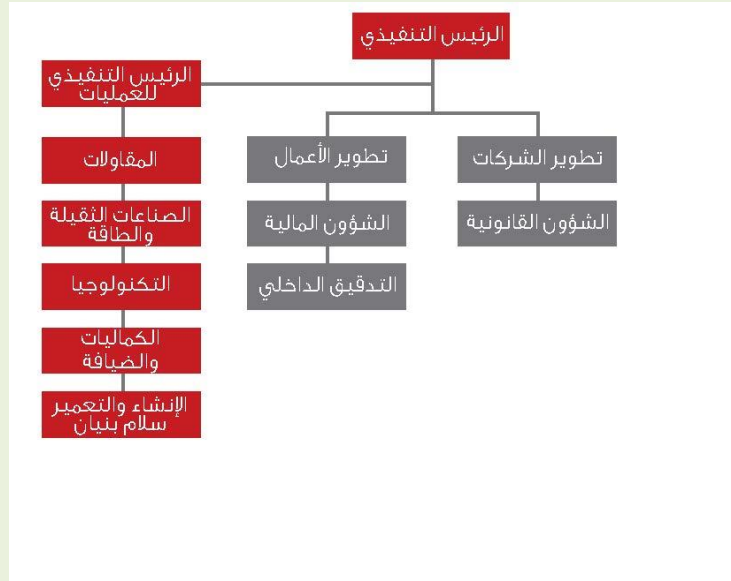 الرئيس التنفيذي
الرئيس التنفيذي
للعمليات
تطوير الشركات
تطوير الأعمال
المقاولات
الشؤون القانونية
الشؤون المالية
الصناعات الثقيلة
والطاقة
التدقيق الداخلي
التكنولوجيا
الكماليات
والضيافة
الإنشاء والتعمير
سلام بنيان